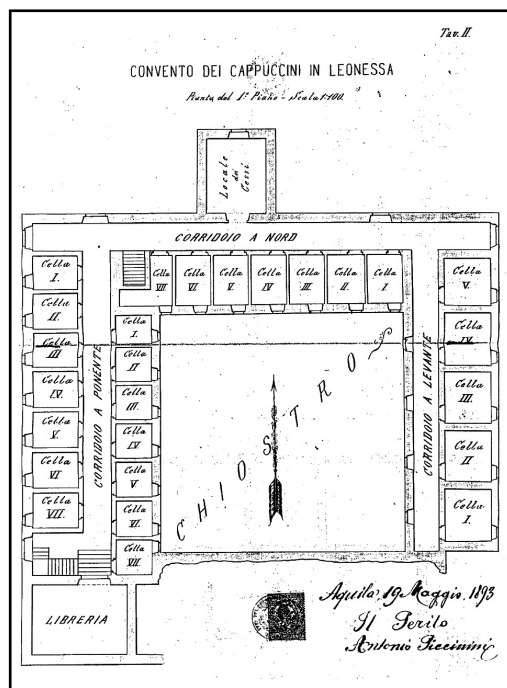 Tav. II.
CONVENTO DEI CAPPUCCINI IN LEONESSA
Pianta del 1º Piano - Scala 1:100.
Locale
dei
Cessi
CORRIDOIO A NORD
Cella
VII
Cella
VI.
Cella
V.
Cella
IV
Cella
III.
Cella
II.
Cella
I
Cella
I.
Cella
II.
Cella
III
Cella
IV.
Cella
V.
Cella
VI
Cella
VII.
CORRIDOIO A PONENTE
Cella
I.
Cella
II
Cella
III.
Cella
IV
Cella
V
Cella
VI.
Cella
VII.
CHIOSTRO
CORRIDOIO A LEVANTE
Cella
V.
Cella
IV
Cella
III.
Cella
II
Cella
I.
LIBRERIA
Aquila, 19 Maggio, 1893
Il Perito
Antonio Piccinini